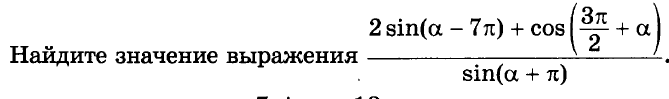 Найдите значение выражения (2 sin(α − 7π) + cos(3π/2 + α)) / sin(α + π).